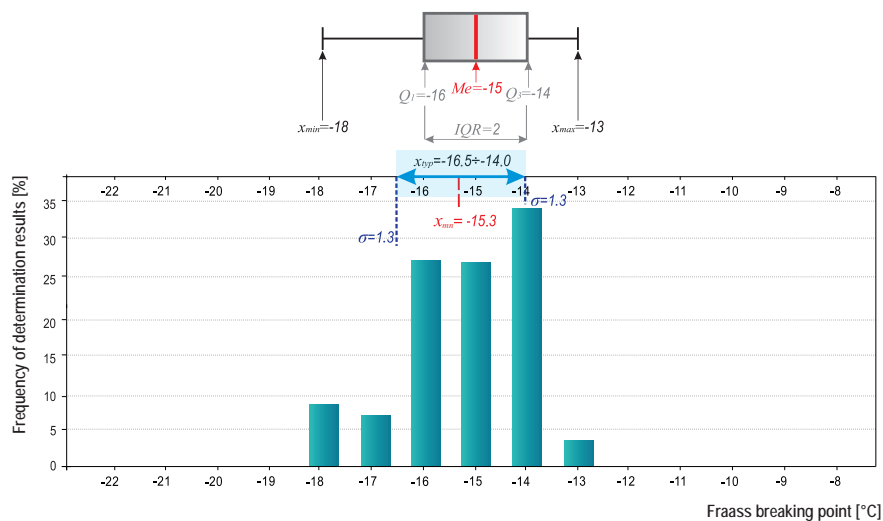 Q1=-16 Me=-15 Q3=-14
xmin=-18 IQR=2 xmax=-13
xtyp=-16.5÷-14.0
-22 -21 -20 -19 -18 -17 -16 -15 -14 -13 -12 -11 -10 -9 -8
σ=1.3
xmn= -15.3
σ=1.3
Frequency of determination results [%]
35
30
25
20
15
10
5
0
-22 -21 -20 -19 -18 -17 -16 -15 -14 -13 -12 -11 -10 -9 -8
Fraass breaking point [°C]